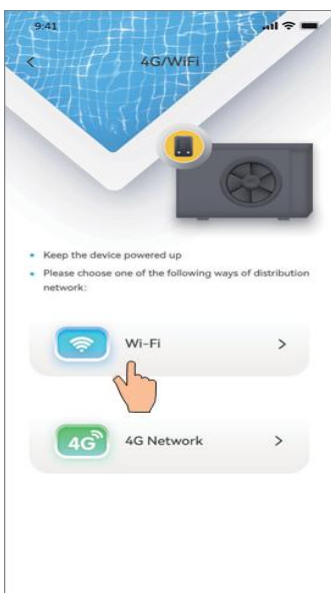 9:41
4G/WiFi
Keep the device powered up
Please choose one of the following ways of distribution
network:
Wi-Fi
4G
4G Network